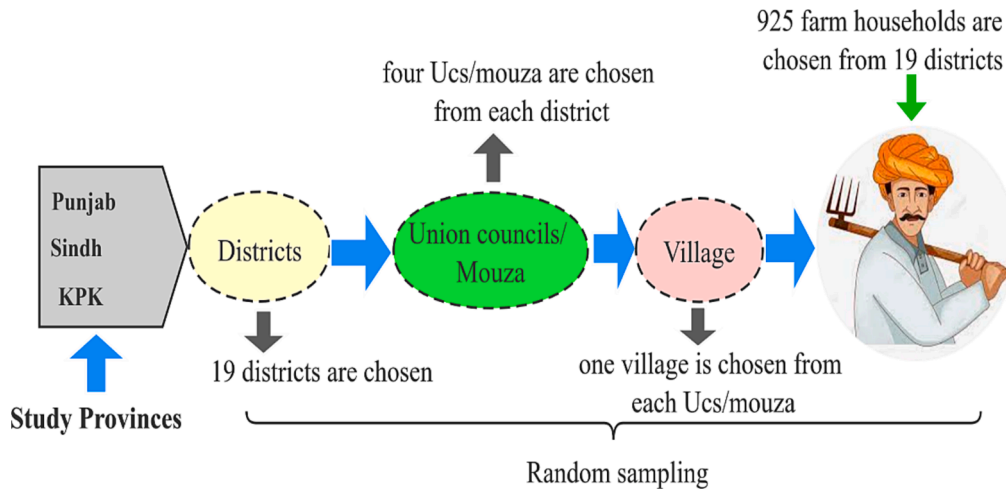 925 farm households are
chosen from 19 districts
four Ucs/mouza are chosen
from each district
Punjab
Sindh
KPK
Districts
Union councils/
Mouza
Village
19 districts are chosen
one village is chosen from
each Ucs/mouza
Study Provinces
Random sampling